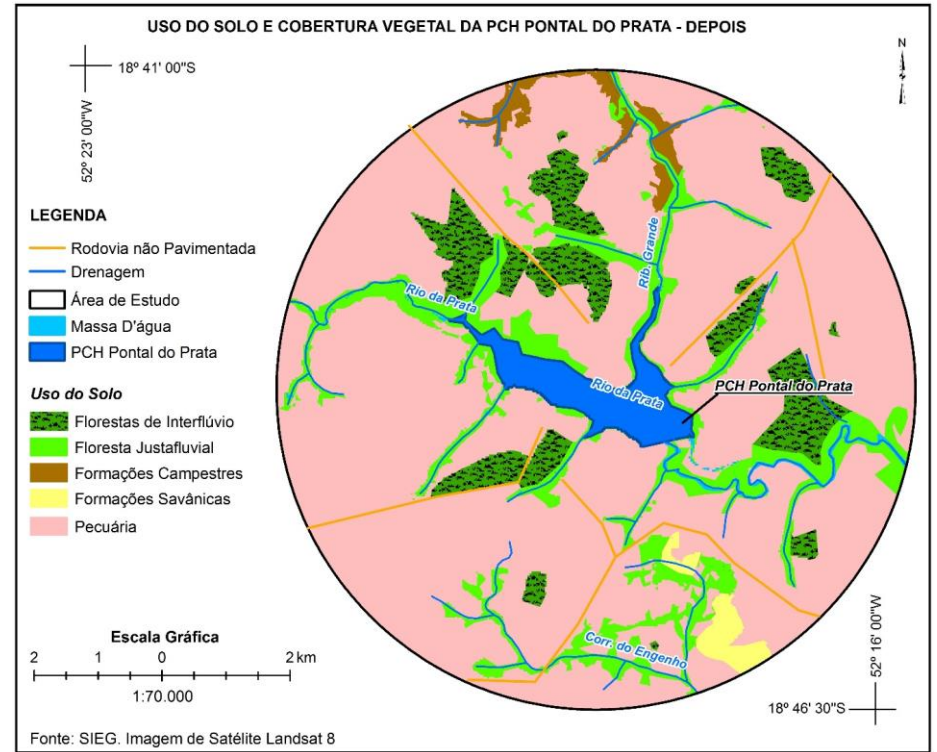 USO DO SOLO E COBERTURA VEGETAL DA PCH PONTAL DO PRATA - DEPOIS
N
18º 41' 00"S
52º 23' 00"W
LEGENDA
Rodovia não Pavimentada
Drenagem
Área de Estudo
Massa D'água
PCH Pontal do Prata
Uso do Solo
Florestas de Interflúvio
Floresta Justafluvial
Formações Campestres
Formações Savânicas
Pecuária
Rib. Grande
Rio da Prata
Rio da Prata
PCH Pontal do Prata
Corr. do Engenho
Escala Gráfica
2 1 0 2 km
1:70.000
52º 16' 00"W
18º 46' 30"S
Fonte: SIEG. Imagem de Satélite Landsat 8